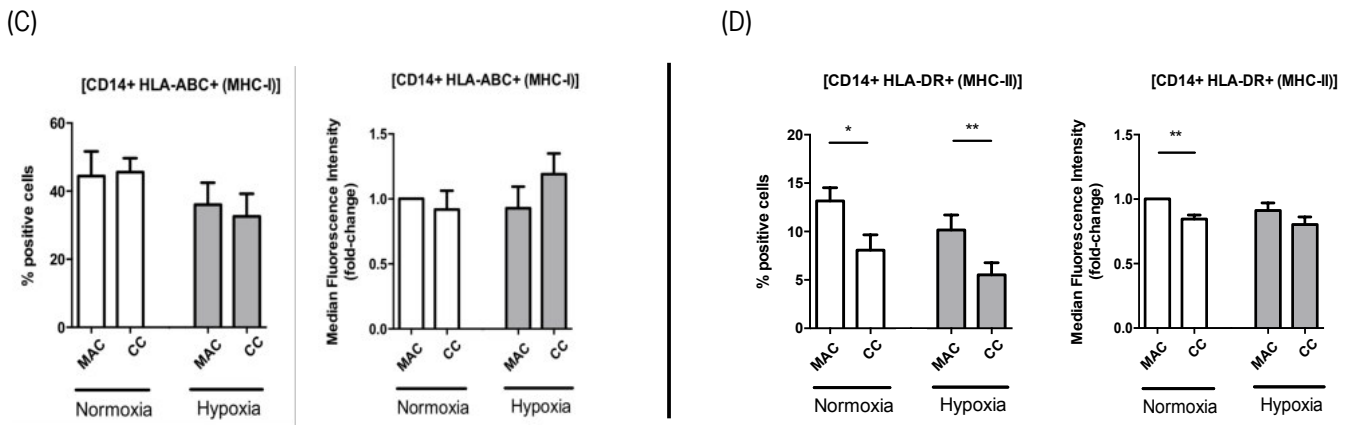 (C)
(D)
[CD14+ HLA-ABC+ (MHC-I)]
% positive cells
60
40
20
0
MAC
CC
MAC
CC
Normoxia
Hypoxia
[CD14+ HLA-ABC+ (MHC-I)]
Median Fluorescence Intensity
(fold-change)
1.5
1.0
0.5
0.0
MAC
CC
MAC
CC
Normoxia
Hypoxia
[CD14+ HLA-DR+ (MHC-II)]
% positive cells
20
15
10
5
0
*
**
MAC
CC
MAC
CC
Normoxia
Hypoxia
[CD14+ HLA-DR+ (MHC-II)]
Median Fluorescence Intensity
(fold-change)
1.5
1.0
0.5
0.0
**
MAC
CC
MAC
CC
Normoxia
Hypoxia